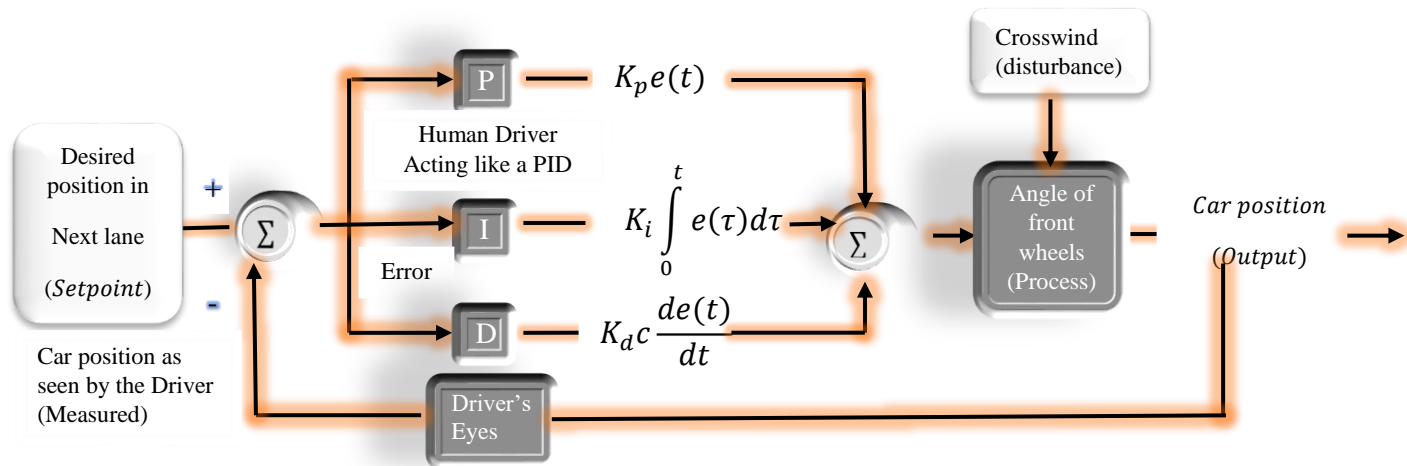 Desired
position in
Next lane
(Setpoint)
+
-
Σ
Car position as
seen by the Driver
(Measured)
P
K_p e(t)
Human Driver
Acting like a PID
I
K_i ∫_0^t e(τ)dτ
Error
D
K_d c de(t)/dt
Driver’s
Eyes
Σ
Crosswind
(disturbance)
Angle of
front
wheels
(Process)
Car position
(Output)